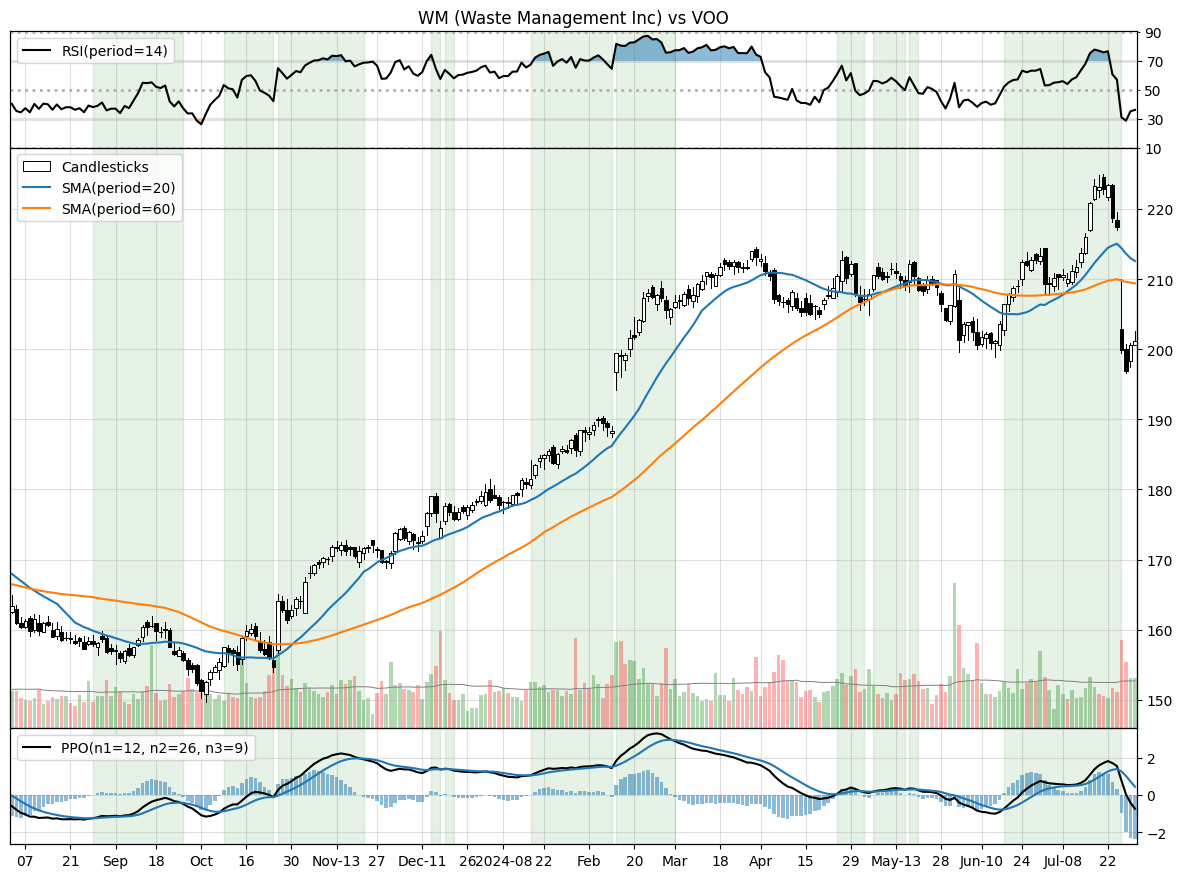 WM (Waste Management Inc) vs VOO
RSI(period=14)
90
70
50
30
10
Candlesticks
SMA(period=20)
SMA(period=60)
220
210
200
190
180
170
160
150
PPO(n1=12, n2=26, n3=9)
2
0
−2
07 21 Sep 18 Oct 16 30 Nov-13 27 Dec-11 26 2024-08 22 Feb 20 Mar 18 Apr 15 29 May-13 28 Jun-10 24 Jul-08 22